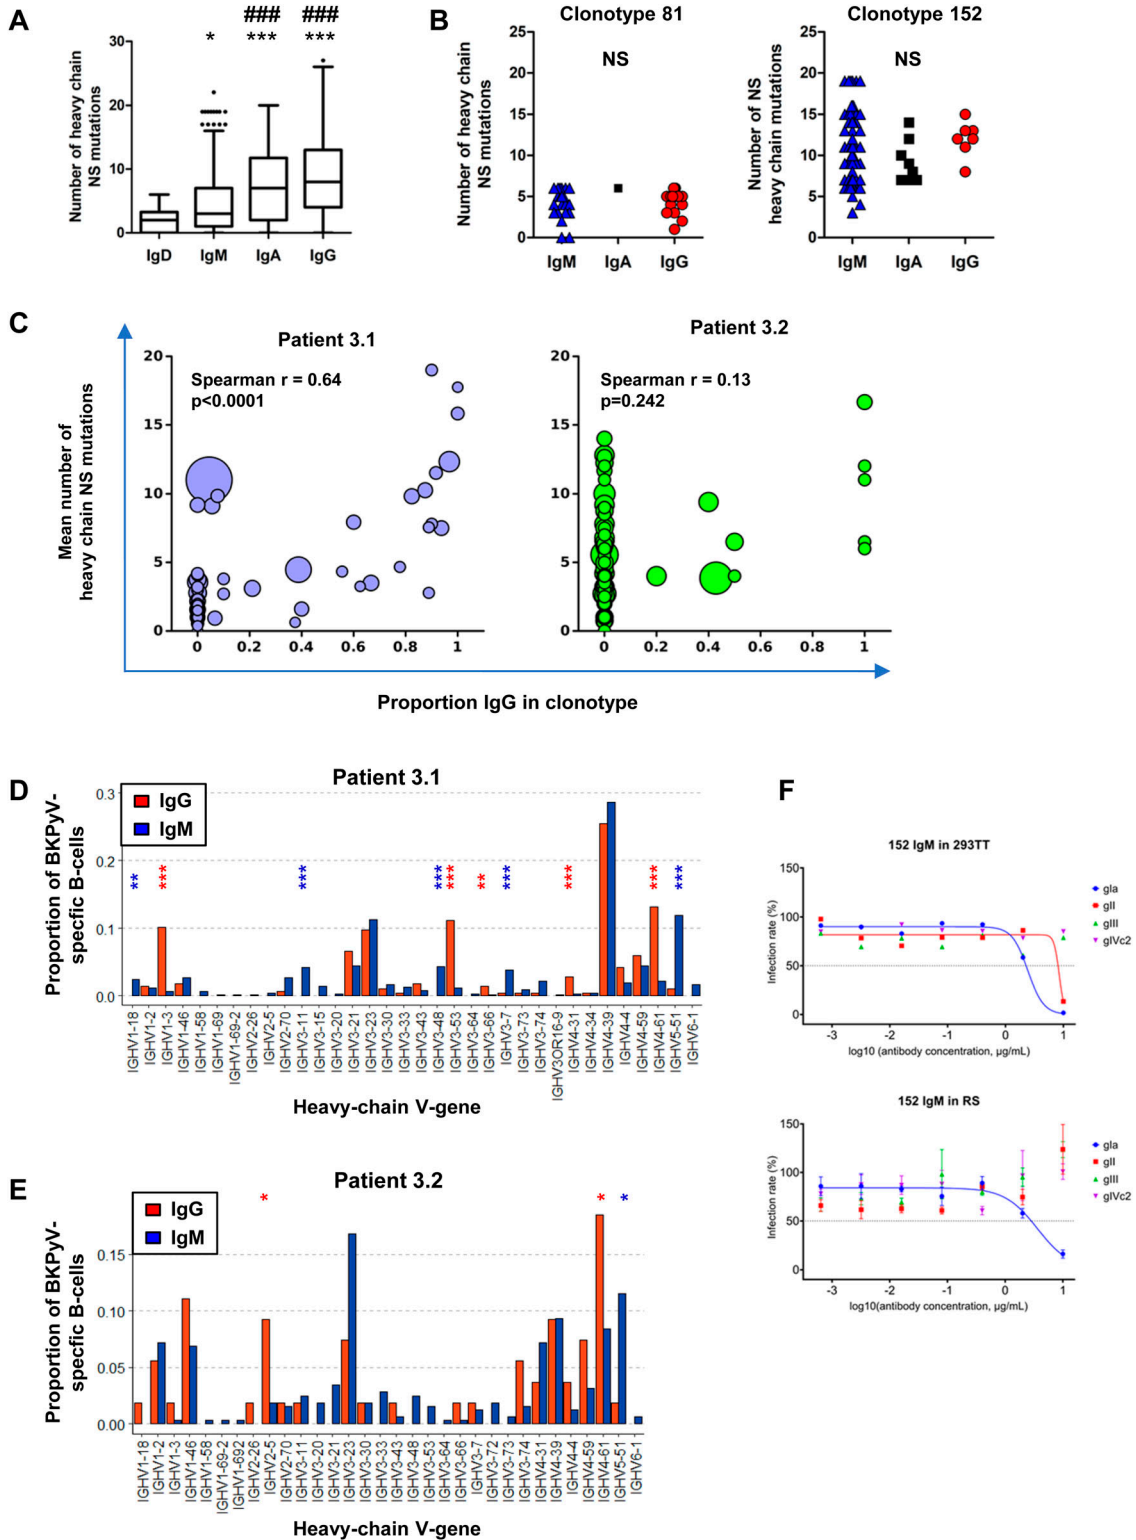 A
### ###
* *** ***
Number of heavy chain
NS mutations
30
20
10
0
IgD IgM IgA IgG
B
Clonotype 81
NS
Number of heavy chain
NS mutations
25
20
15
10
5
0
IgM IgA IgG
Clonotype 152
NS
Number of NS
heavy chain mutations
25
20
15
10
5
0
IgM IgA IgG
C
Patient 3.1
Spearman r = 0.64
p<0.0001
Mean number of
heavy chain NS mutations
20
15
10
5
0
0 0.2 0.4 0.6 0.8 1
Patient 3.2
Spearman r = 0.13
p=0.242
20
15
10
5
0
0 0.2 0.4 0.6 0.8 1
Proportion IgG in clonotype
D
Patient 3.1
IgG
IgM
Proportion of BKPyV-
specfic B-cells
0.3
0.2
0.1
0.0
** *** *** *** *** ** *** *** *** ***
IGHV1-18
IGHV1-2
IGHV1-3
IGHV1-46
IGHV1-58
IGHV1-69
IGHV1-69-2
IGHV2-26
IGHV2-5
IGHV2-70
IGHV3-11
IGHV3-15
IGHV3-20
IGHV3-21
IGHV3-23
IGHV3-30
IGHV3-33
IGHV3-43
IGHV3-48
IGHV3-53
IGHV3-64
IGHV3-66
IGHV3-7
IGHV3-73
IGHV3-74
IGHV3OR16-9
IGHV4-31
IGHV4-34
IGHV4-39
IGHV4-4
IGHV4-59
IGHV4-61
IGHV5-51
IGHV6-1
Heavy-chain V-gene
E
Patient 3.2
IgG
IgM
* * *
Proportion of BKPyV-
specfic B-cells
0.15
0.10
0.05
0.00
IGHV1-18
IGHV1-2
IGHV1-3
IGHV1-46
IGHV1-58
IGHV1-69-2
IGHV1-692
IGHV2-26
IGHV2-5
IGHV2-70
IGHV3-11
IGHV3-20
IGHV3-21
IGHV3-23
IGHV3-30
IGHV3-33
IGHV3-43
IGHV3-48
IGHV3-53
IGHV3-64
IGHV3-66
IGHV3-7
IGHV3-72
IGHV3-73
IGHV3-74
IGHV4-31
IGHV4-39
IGHV4-4
IGHV4-59
IGHV4-61
IGHV5-51
IGHV6-1
Heavy-chain V-gene
F
152 IgM in 293TT
Infection rate (%)
150
100
50
0
-3 -2 -1 0 1
log10 (antibody concentration, µg/mL)
gIa
gII
gIII
gIVc2
152 IgM in RS
Infection rate (%)
150
100
50
0
-3 -2 -1 0 1
log10(antibody concentration, µg/mL)
gIa
gII
gIII
gIVc2